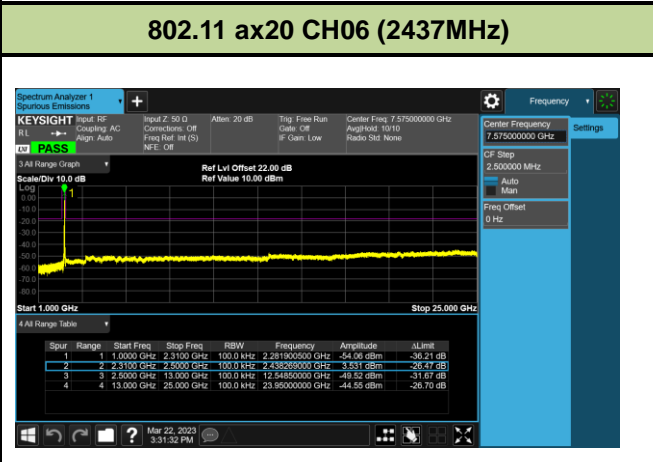 802.11 ax20 CH06 (2437MHz)
Spectrum Analyzer 1
Spurious Emissions
Frequency
KEYSIGHT
R L
LXI
PASS
Input: RF
Coupling: AC
Align: Auto
Input Z: 50 Ω
Corrections: Off
Freq Ref: Int (S)
NFE: Off
Atten: 20 dB
Trig: Free Run
Gate: Off
IF Gain: Low
Center Freq: 7.575000000 GHz
Avg|Hold: 10/10
Radio Std: None
Center Frequency
7.575000000 GHz
Settings
CF Step
2.500000 MHz
Auto
Man
Freq Offset
0 Hz
3 All Range Graph
Scale/Div 10.0 dB
Ref Lvl Offset 22.00 dB
Ref Value 10.00 dBm
Log
1
0.00
-10.0
-20.0
-30.0
-40.0
-50.0
-60.0
-70.0
-80.0
Start 1.000 GHz
Stop 25.000 GHz
4 All Range Table
Spur Range Start Freq Stop Freq RBW Frequency Amplitude ΔLimit
1 1 1.0000 GHz 2.3100 GHz 100.0 kHz 2.281900500 GHz -54.06 dBm -36.21 dB
2 2 2.3100 GHz 2.5000 GHz 100.0 kHz 2.438269000 GHz 3.531 dBm -26.47 dB
3 3 2.5000 GHz 13.000 GHz 100.0 kHz 12.54850000 GHz -49.52 dBm -31.67 dB
4 4 13.000 GHz 25.000 GHz 100.0 kHz 23.95000000 GHz -44.55 dBm -26.70 dB
Mar 22, 2023
3:31:32 PM